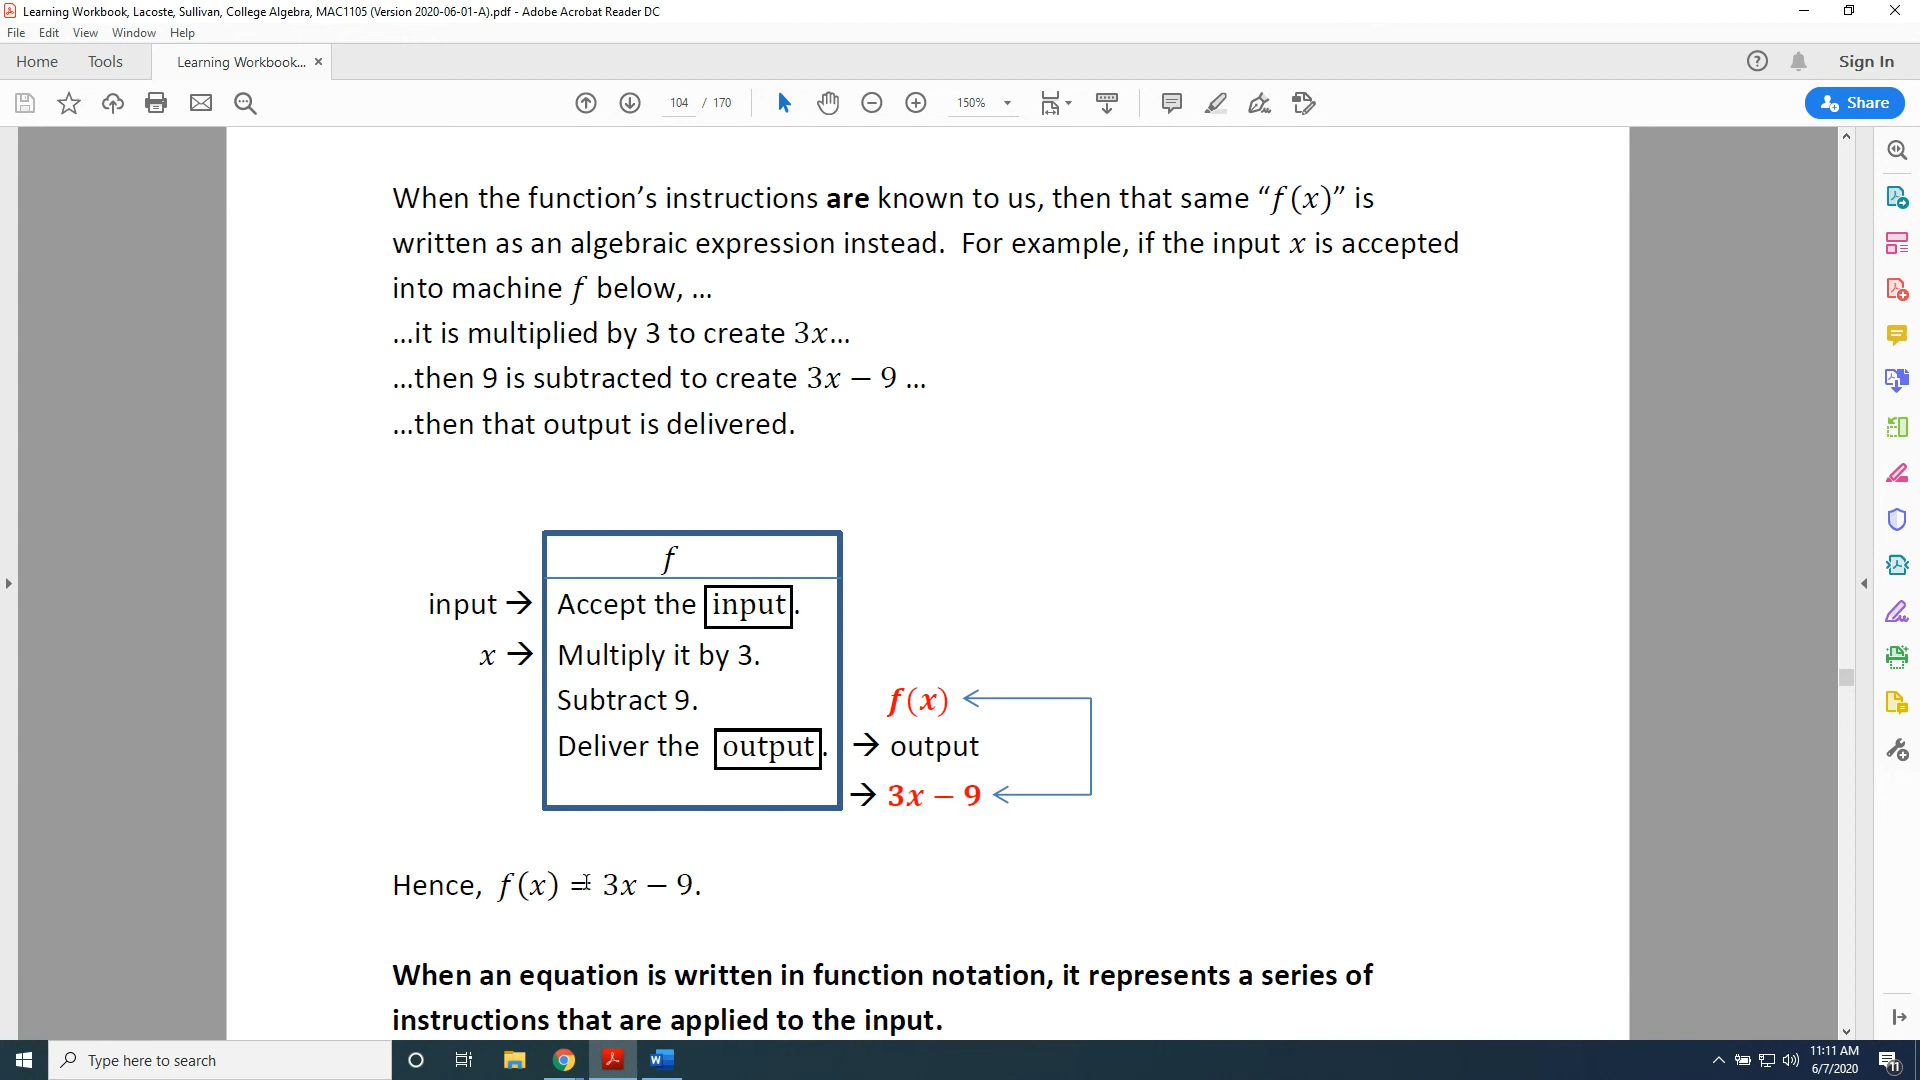 Learning Workbook, Lacoste, Sullivan, College Algebra, MAC1105 (Version 2020-06-01-A).pdf - Adobe Acrobat Reader DC
File Edit View Window Help
Home Tools Learning Workbook... × Sign In
104 / 170 150% Share
When the function’s instructions are known to us, then that same “f(x)” is
written as an algebraic expression instead. For example, if the input x is accepted
into machine f below, ...
...it is multiplied by 3 to create 3x...
...then 9 is subtracted to create 3x − 9 ...
...then that output is delivered.
f
input → Accept the input.
x → Multiply it by 3.
Subtract 9. f(x)
Deliver the output. → output
→ 3x − 9
Hence, f(x) = 3x − 9.
When an equation is written in function notation, it represents a series of
instructions that are applied to the input.
Type here to search
11:11 AM
6/7/2020
11